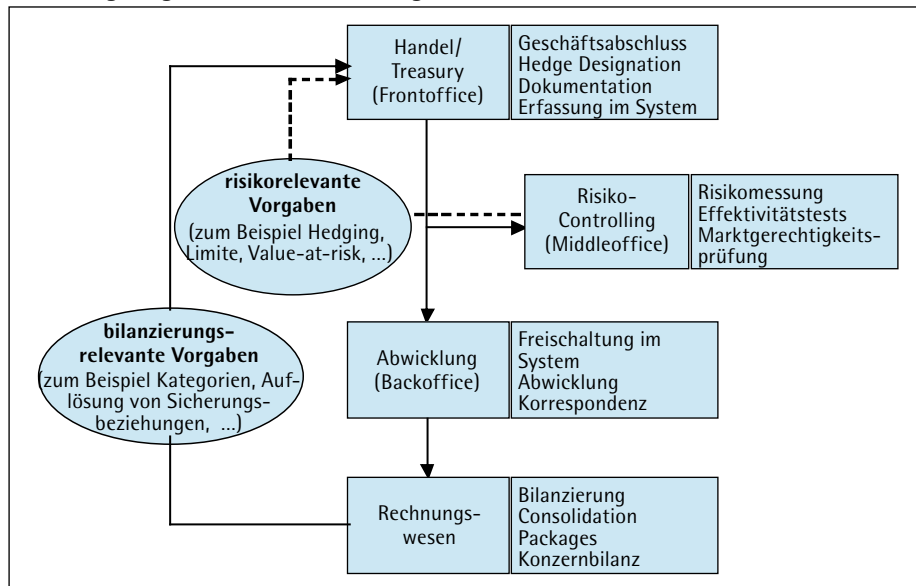 Handel/
Treasury
(Frontoffice)
Geschäftsabschluss
Hedge Designation
Dokumentation
Erfassung im System
risikorelevante
Vorgaben
(zum Beispiel Hedging,
Limite, Value-at-risk, ...)
Risiko-
Controlling
(Middleoffice)
Risikomessung
Effektivitätstests
Marktgerechtigkeits-
prüfung
bilanzierungs-
relevante Vorgaben
(zum Beispiel Kategorien, Auf-
lösung von Sicherungs-
beziehungen, ...)
Abwicklung
(Backoffice)
Freischaltung im
System
Abwicklung
Korrespondenz
Rechnungs-
wesen
Bilanzierung
Consolidation
Packages
Konzernbilanz